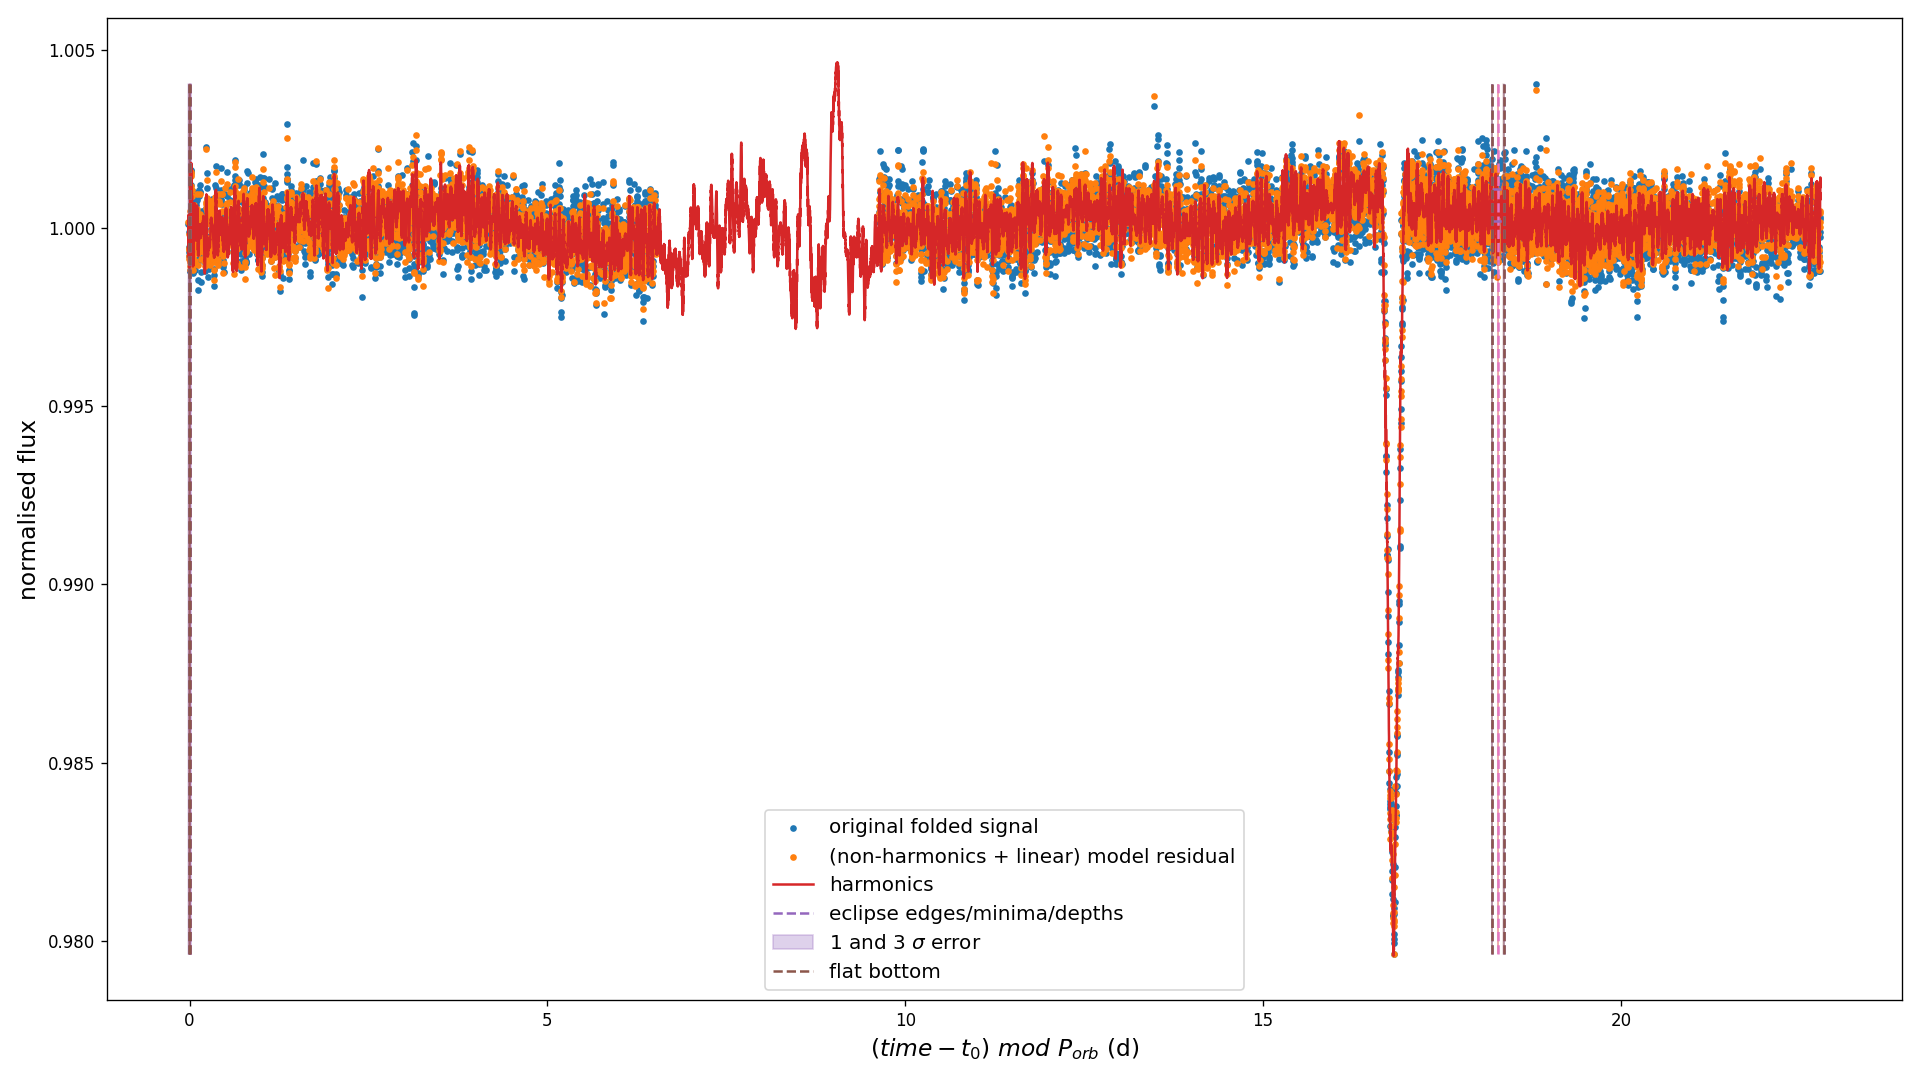 1.005
1.000
0.995
0.990
0.985
0.980
normalised flux
original folded signal
(non-harmonics + linear) model residual
harmonics
eclipse edges/minima/depths
1 and 3 σ error
flat bottom
0 5 10 15 20
(time − t₀) mod Pₒᵣᵦ (d)